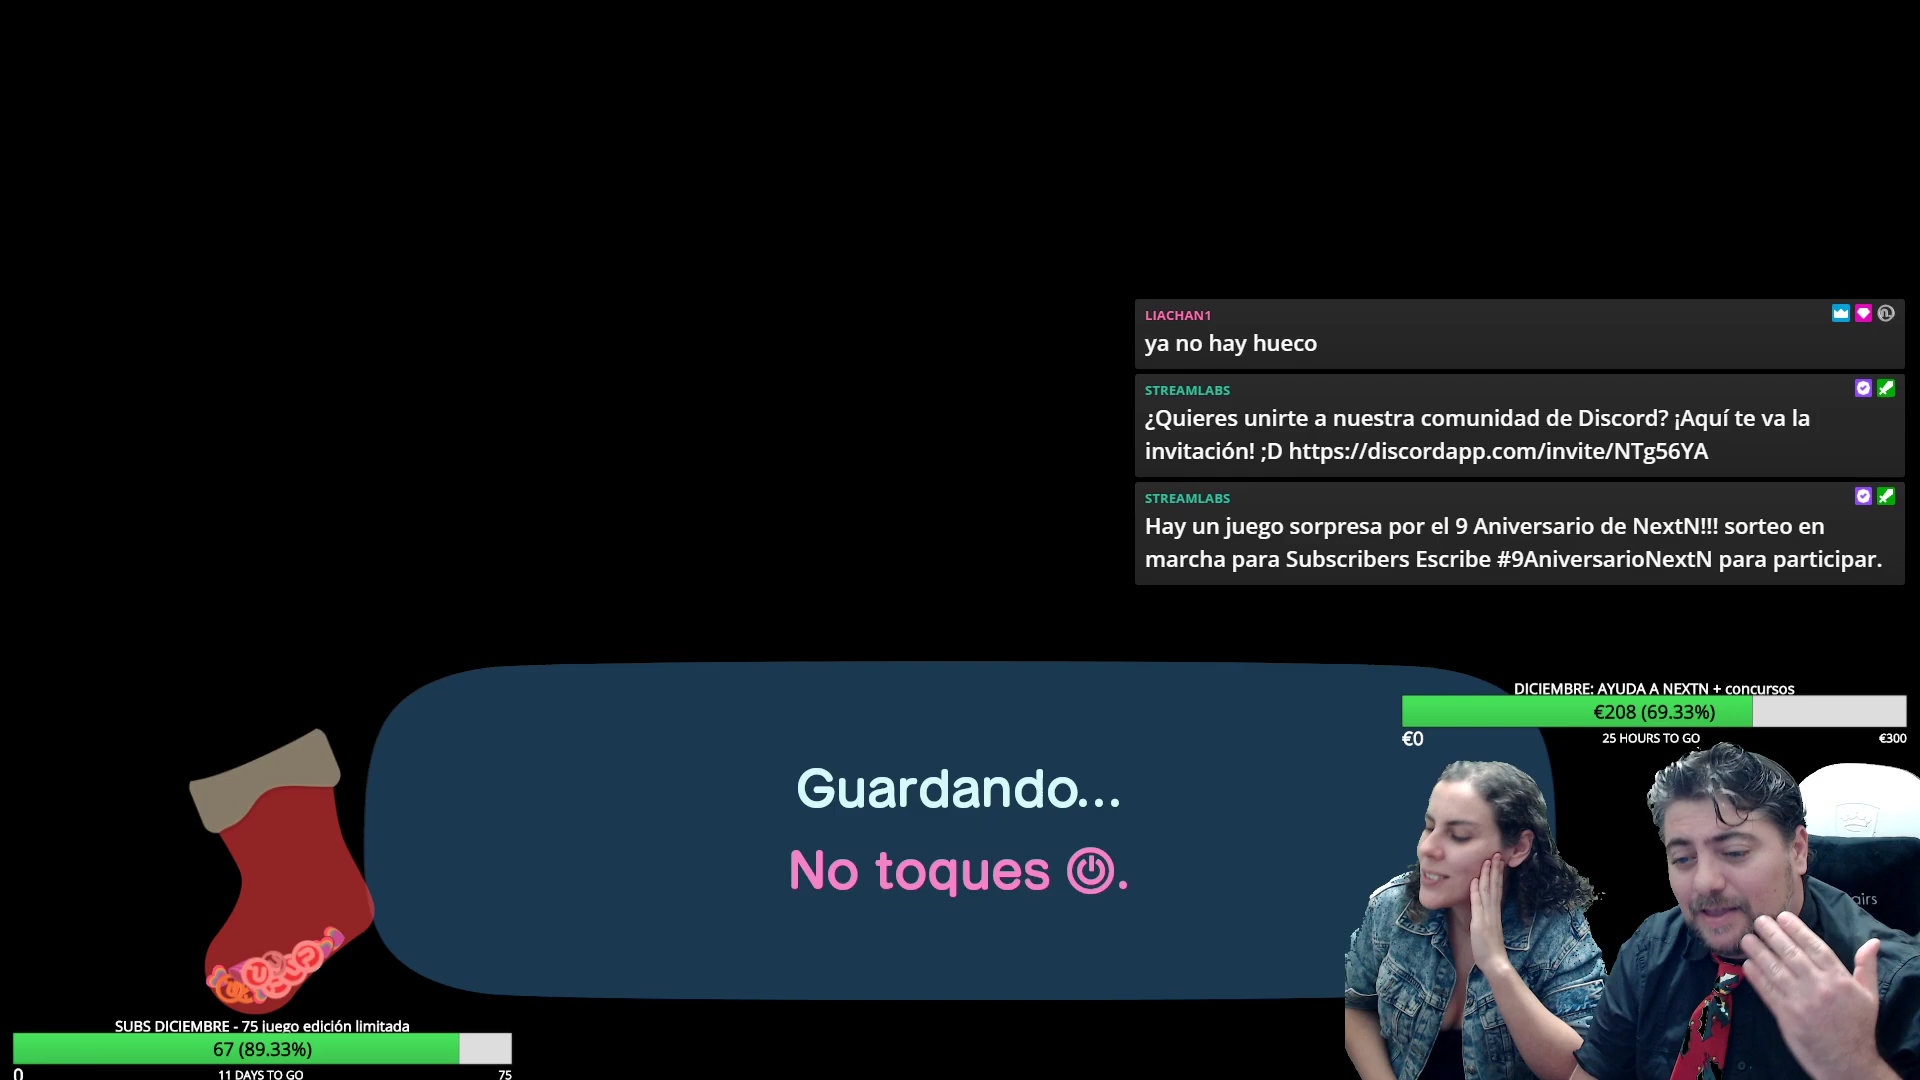 LIACHAN1
ya no hay hueco
STREAMLABS
¿Quieres unirte a nuestra comunidad de Discord? ¡Aquí te va la
invitación! ;D https://discordapp.com/invite/NTg56YA
STREAMLABS
Hay un juego sorpresa por el 9 Aniversario de NextN!!! sorteo en
marcha para Subscribers Escribe #9AniversarioNextN para participar.
DICIEMBRE: AYUDA A NEXTN + concursos
€208 (69.33%)
€0 25 HOURS TO GO €300
Guardando...
No toques ⏻.
airs
SUBS DICIEMBRE - 75 juego edición limitada
67 (89.33%)
0 11 DAYS TO GO 75